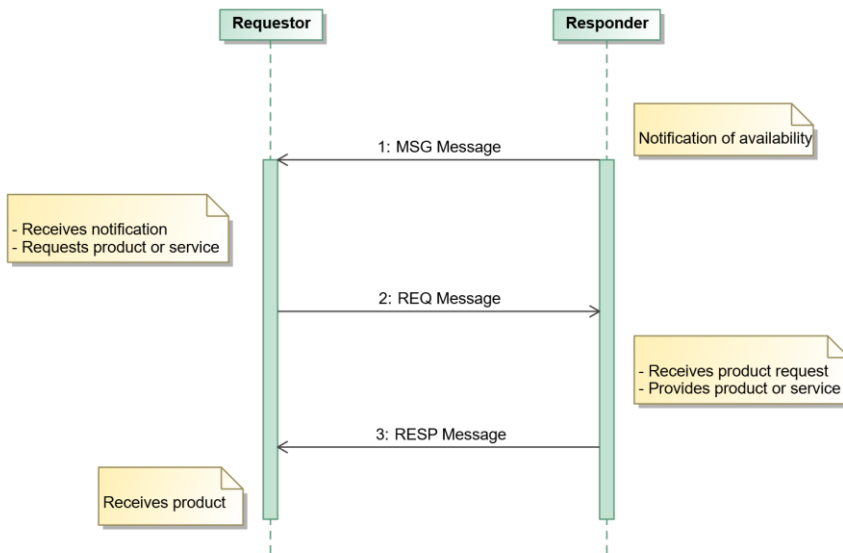 Requestor
Responder
Notification of availability
1: MSG Message
- Receives notification
- Requests product or service
2: REQ Message
- Receives product request
- Provides product or service
3: RESP Message
Receives product